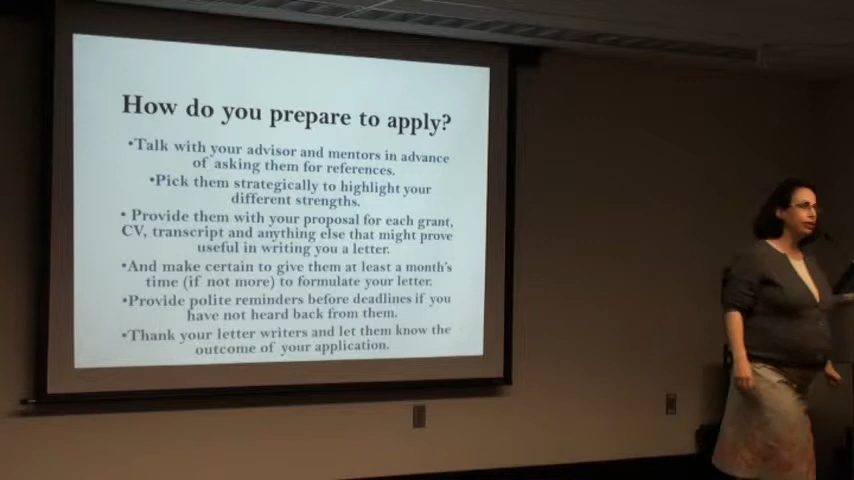 How do you prepare to apply?
•Talk with your advisor and mentors in advance
of asking them for references.
•Pick them strategically to highlight your
different strengths.
• Provide them with your proposal for each grant,
CV, transcript and anything else that might prove
useful in writing you a letter.
•And make certain to give them at least a month's
time (if not more) to formulate your letter.
•Provide polite reminders before deadlines if you
have not heard back from them.
•Thank your letter writers and let them know the
outcome of your application.